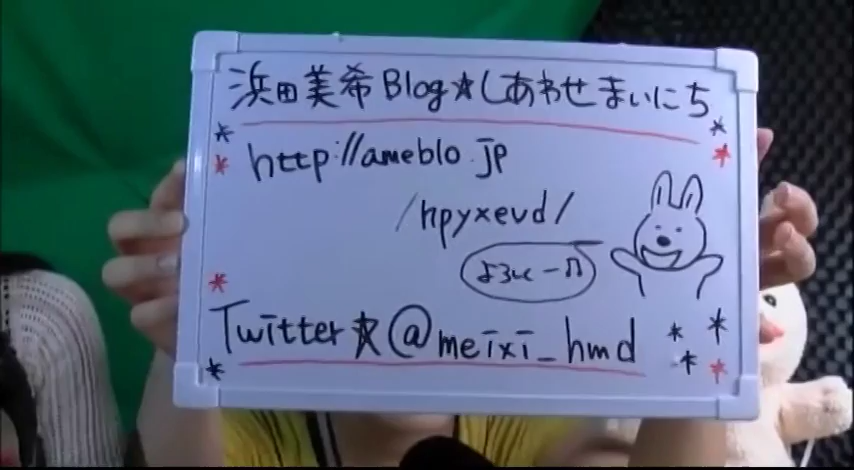 浜田美希Blog★しあわせまいにち
http://ameblo.jp
/hpyxevd/
よろしくー♫
Twitter★@meixi_hmd